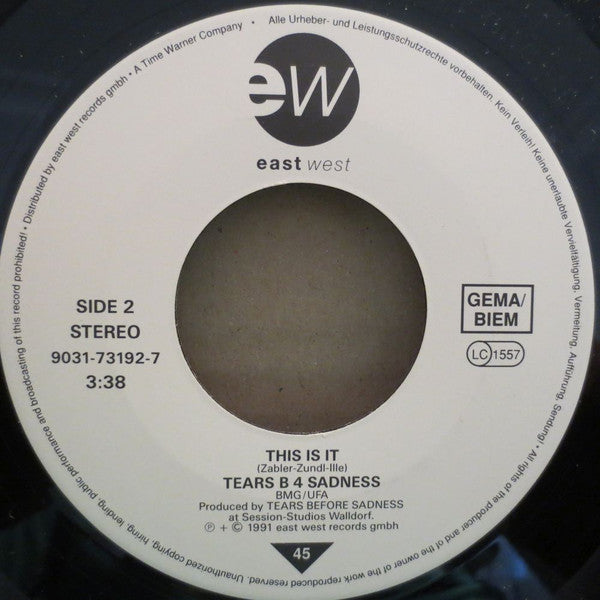 Alle Urheber- und Leistungsschutzrechte vorbehalten. Kein Verleih! Keine unerlaubte Vervielfältigung, Vermietung, Aufführung, Sendung! • All rights of the producer and of the owner of the work reproduced reserved. Unauthorized copying, hiring, lending, public performance and broadcasting of this record prohibited! • Distributed by east west records gmbh • A Time Warner Company •
ew
east west
SIDE 2
STEREO
9031-73192-7
3:38
GEMA/
BIEM
LC 1557
THIS IS IT
(Zabler-Zundl-Ille)
TEARS B 4 SADNESS
BMG/UFA
Produced by TEARS BEFORE SADNESS
at Session-Studios Walldorf.
℗ + © 1991 east west records gmbh
45